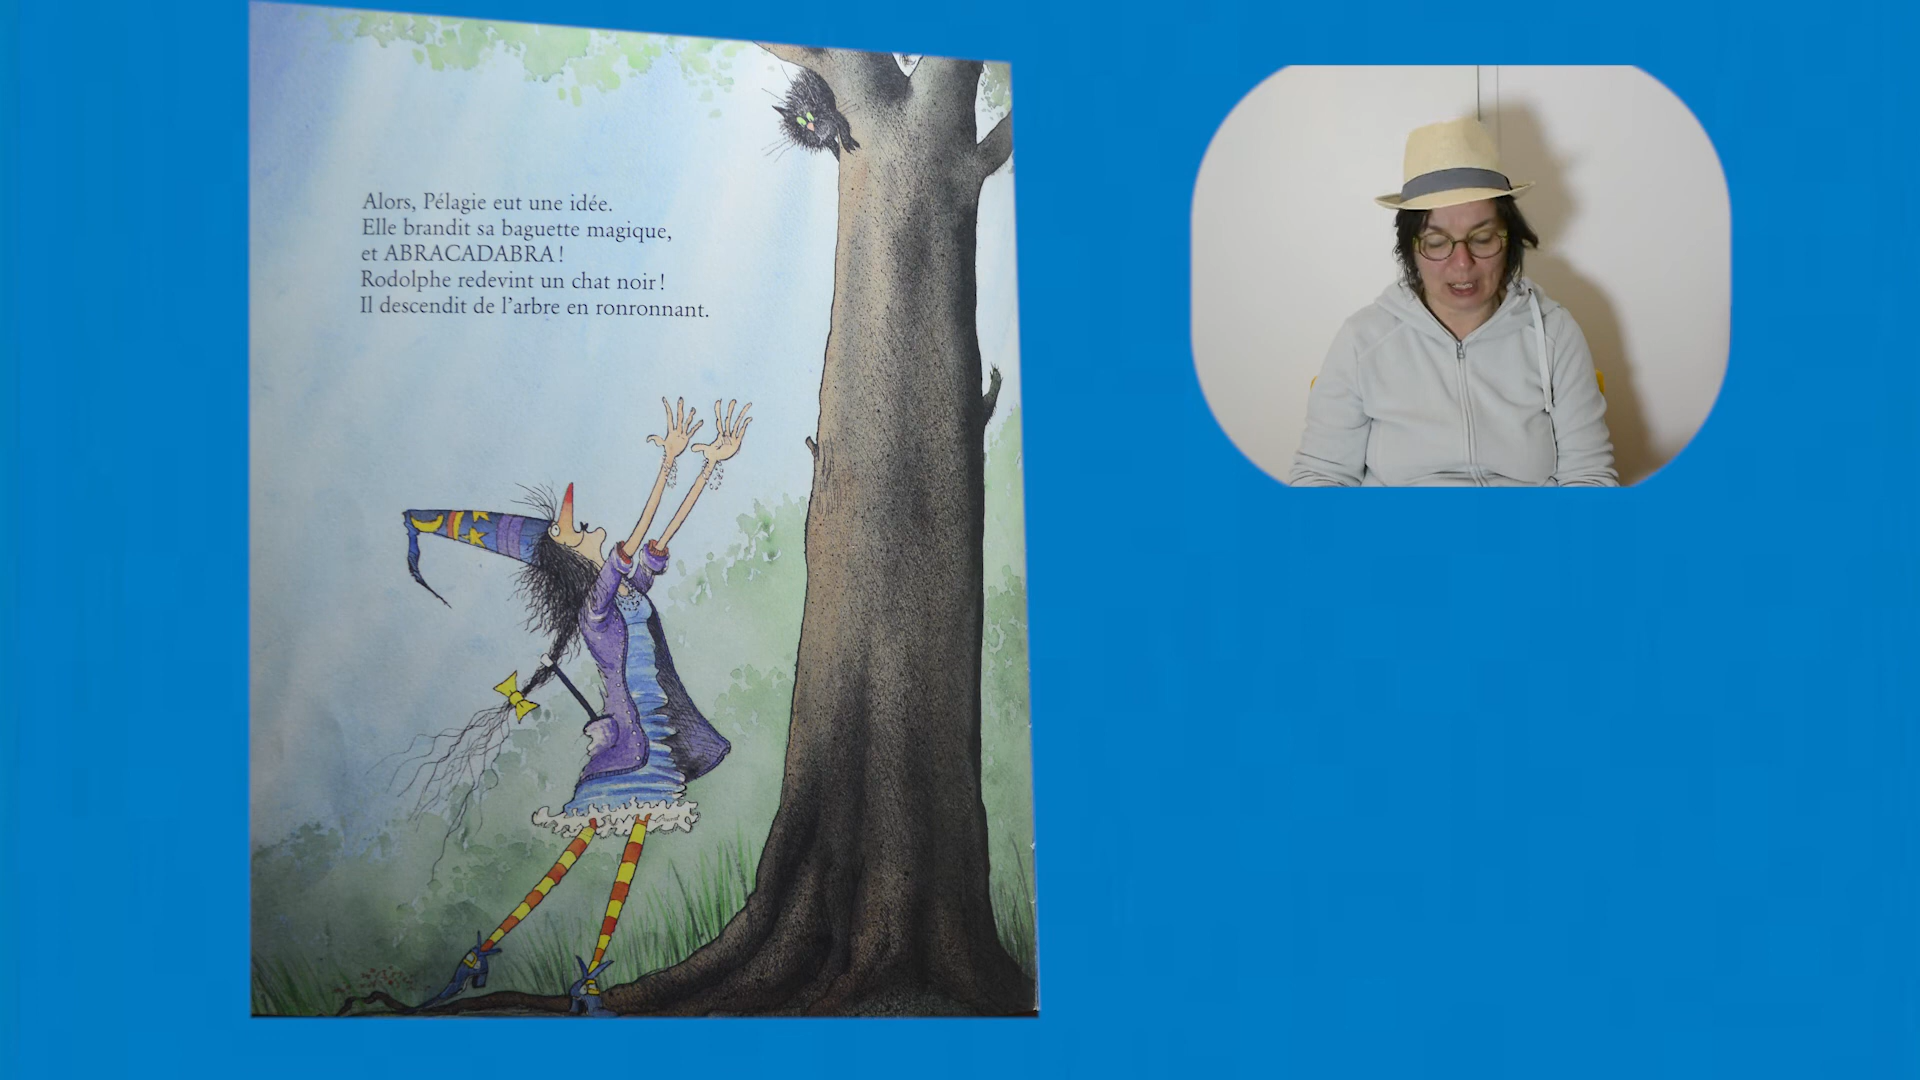 Alors, Pélagie eut une idée.
Elle brandit sa baguette magique,
et ABRACADABRA !
Rodolphe redevint un chat noir !
Il descendit de l'arbre en ronronnant.